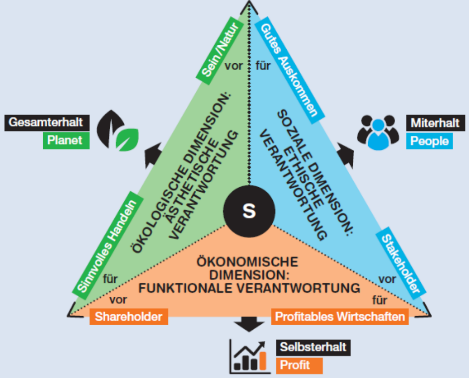 Sein/Natur
Gutes Auskommen
vor
für
Gesamterhalt
Planet
Miterhalt
People
ÖKOLOGISCHE DIMENSION:
ÄSTHETISCHE
VERANTWORTUNG
SOZIALE DIMENSION:
ETHISCHE
VERANTWORTUNG
S
Sinnvolles Handeln
Stakeholder
für
vor
ÖKONOMISCHE
DIMENSION:
FUNKTIONALE VERANTWORTUNG
vor
für
Shareholder
Profitables Wirtschaften
Selbsterhalt
Profit